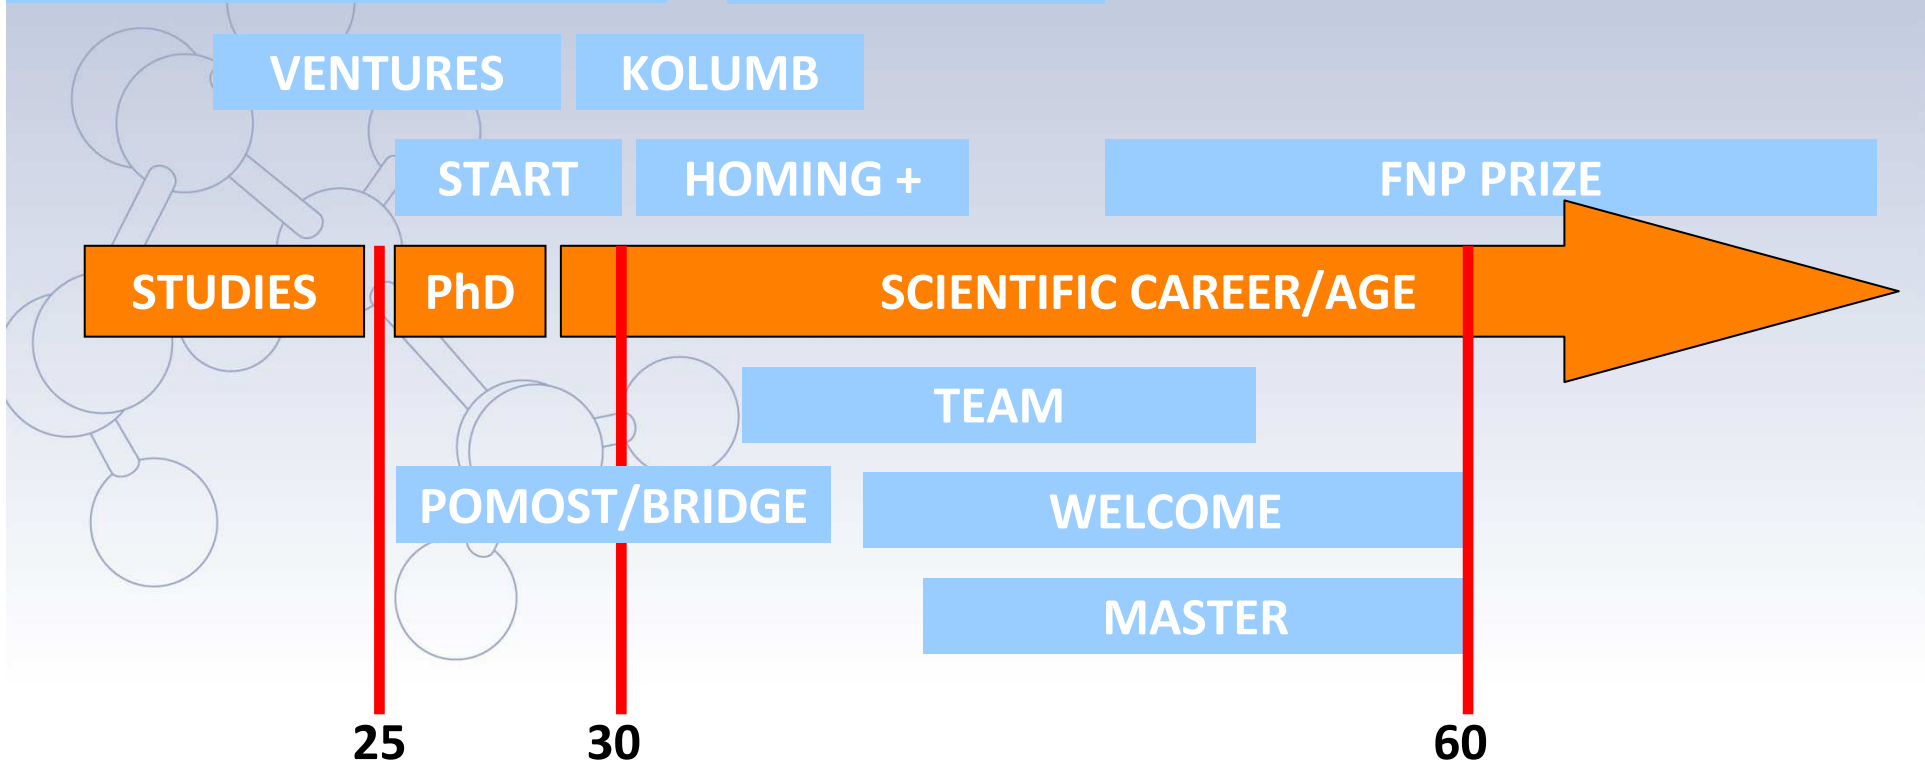 VENTURES
KOLUMB
START
HOMING +
FNP PRIZE
STUDIES
PhD
SCIENTIFIC CAREER/AGE
TEAM
POMOST/BRIDGE
WELCOME
MASTER
25
30
60